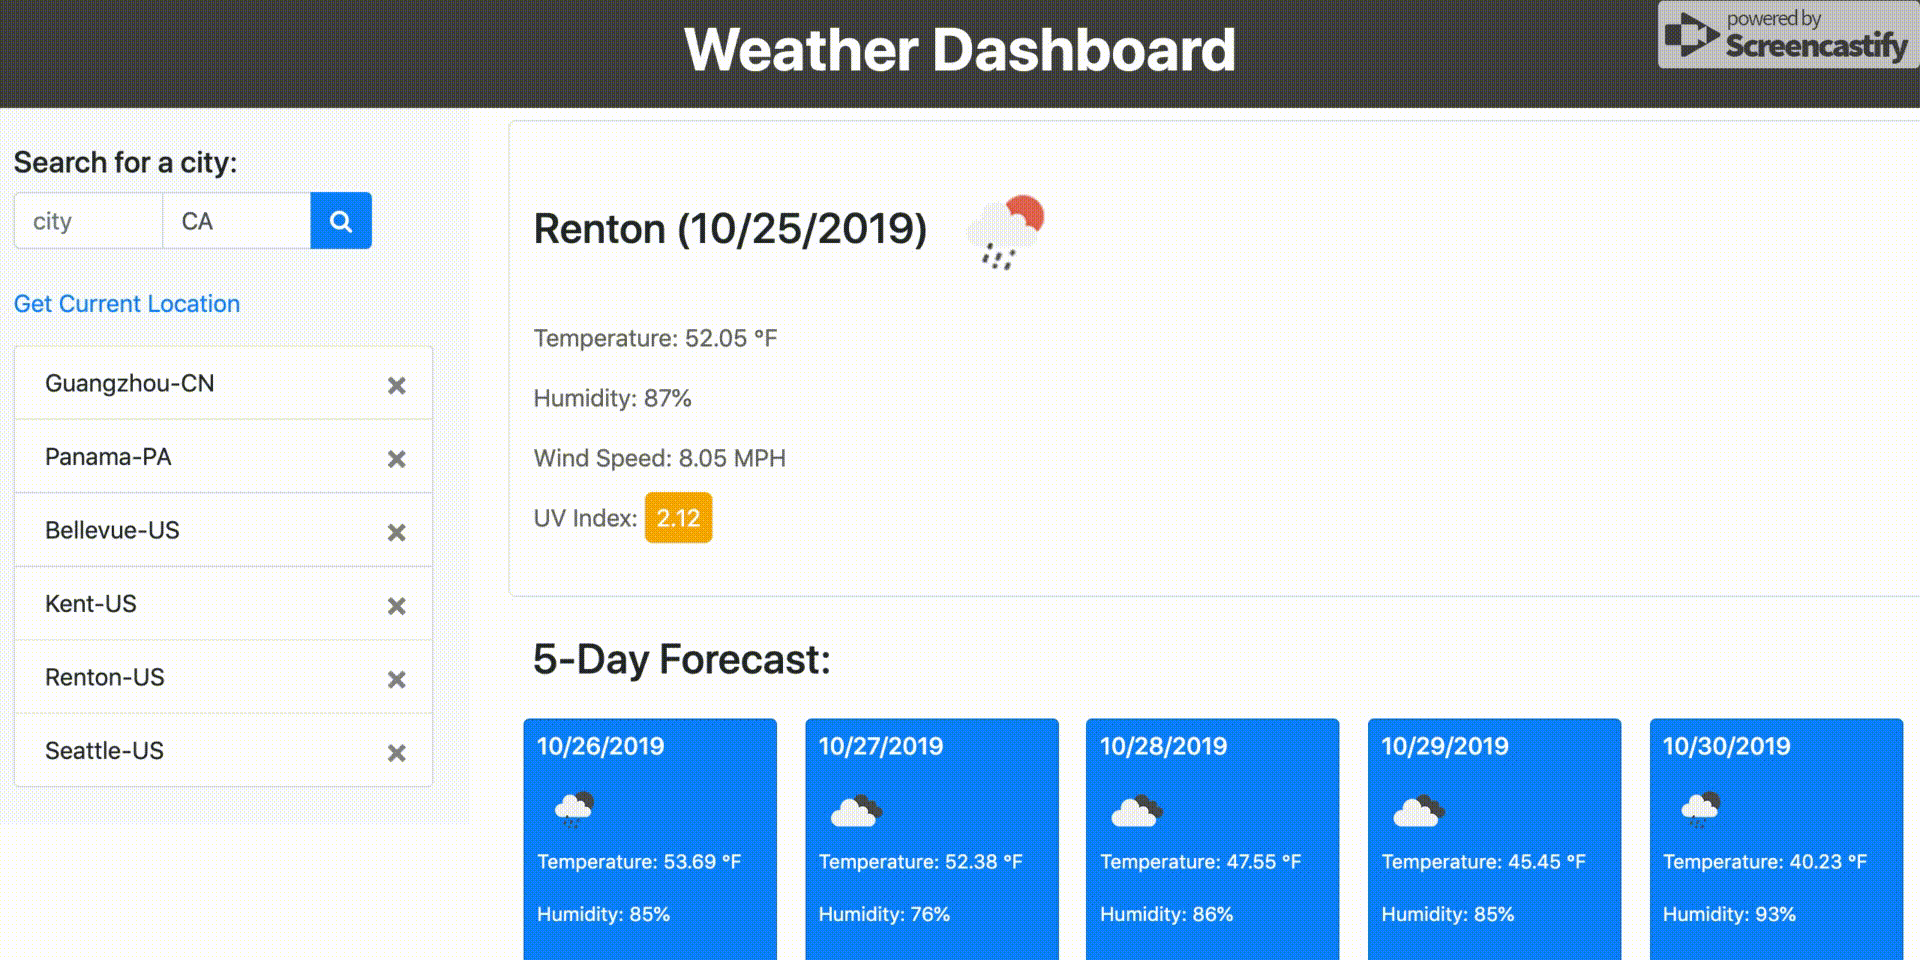 Weather Dashboard
powered by
Screencastify
Search for a city:
city CA
Get Current Location
Guangzhou-CN
Panama-PA
Bellevue-US
Kent-US
Renton-US
Seattle-US
Renton (10/25/2019)
Temperature: 52.05 °F
Humidity: 87%
Wind Speed: 8.05 MPH
UV Index: 2.12
5-Day Forecast:
10/26/2019
Temperature: 53.69 °F
Humidity: 85%
10/27/2019
Temperature: 52.38 °F
Humidity: 76%
10/28/2019
Temperature: 47.55 °F
Humidity: 86%
10/29/2019
Temperature: 45.45 °F
Humidity: 85%
10/30/2019
Temperature: 40.23 °F
Humidity: 93%